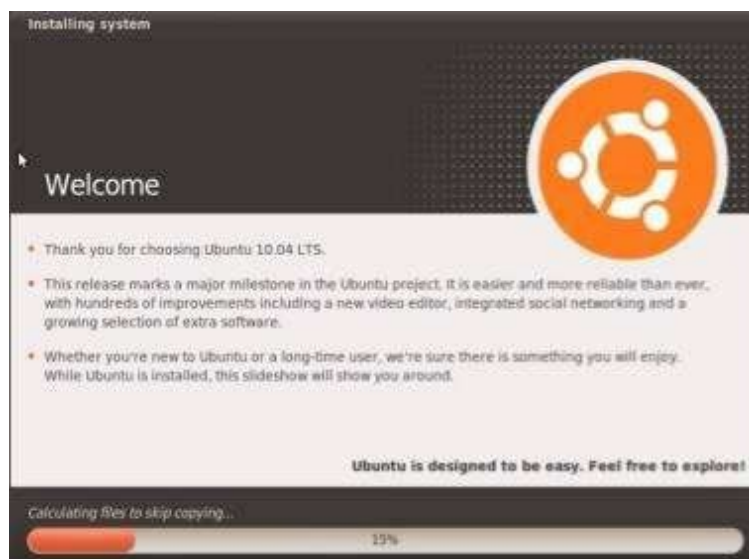 Installing system
Welcome
Thank you for choosing Ubuntu 10.04 LTS.
This release marks a major milestone in the Ubuntu project. It is easier and more reliable than ever,
with hundreds of improvements including a new video editor, integrated social networking and a
growing selection of extra software.
Whether you're new to Ubuntu or a long-time user, we're sure there is something you will enjoy.
While Ubuntu is installed, this slideshow will show you around.
Ubuntu is designed to be easy. Feel free to explore!
Calculating files to skip copying...
15%